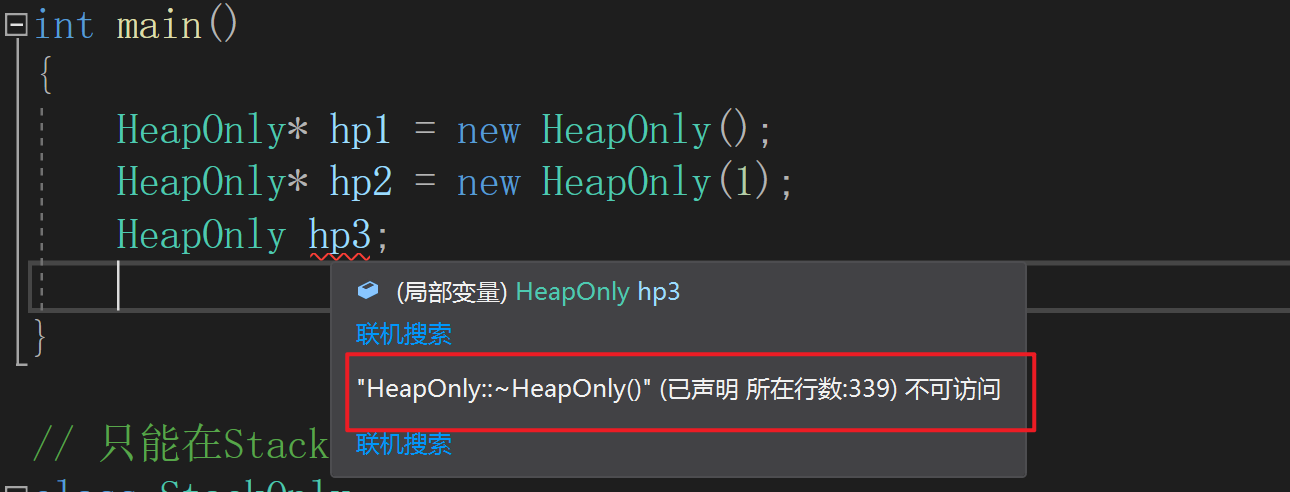 int main()
{
HeapOnly* hp1 = new HeapOnly();
HeapOnly* hp2 = new HeapOnly(1);
HeapOnly hp3;
(局部变量) HeapOnly hp3
联机搜索
"HeapOnly::~HeapOnly()" (已声明 所在行数:339) 不可访问
联机搜索
}
// 只能在Stack
class StackOnly